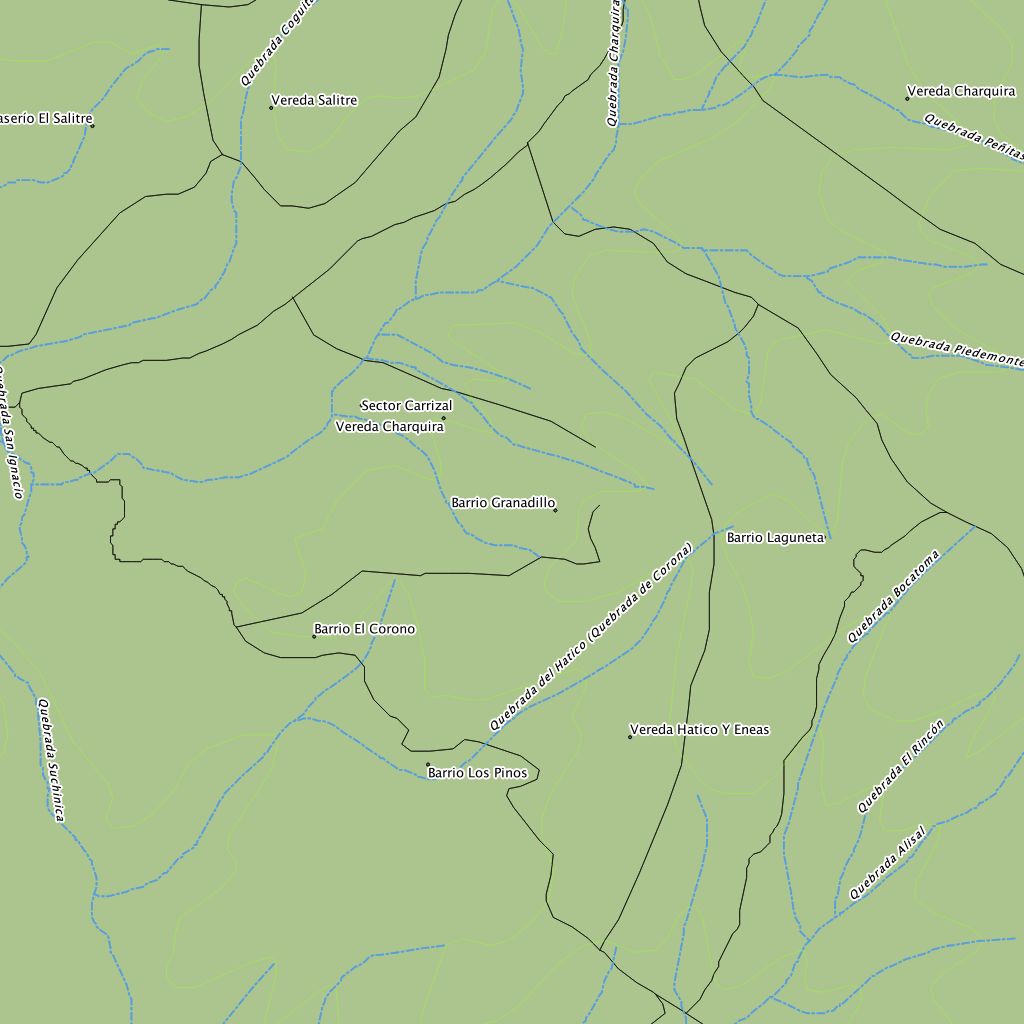 Quebrada Coguit
Quebrada Charquira
Vereda Salitre
Vereda Charquira
aserío El Salitre
Quebrada Peñitas
Quebrada Piedemonte
Quebrada San Ignacio
Sector Carrizal
Vereda Charquira
Barrio Granadillo
Barrio Laguneta
Quebrada del Hatico (Quebrada de Corona)
Quebrada Bocatoma
Barrio El Corono
Quebrada Suchinica
Vereda Hatico Y Eneas
Quebrada El Rincón
Barrio Los Pinos
Quebrada Alisal